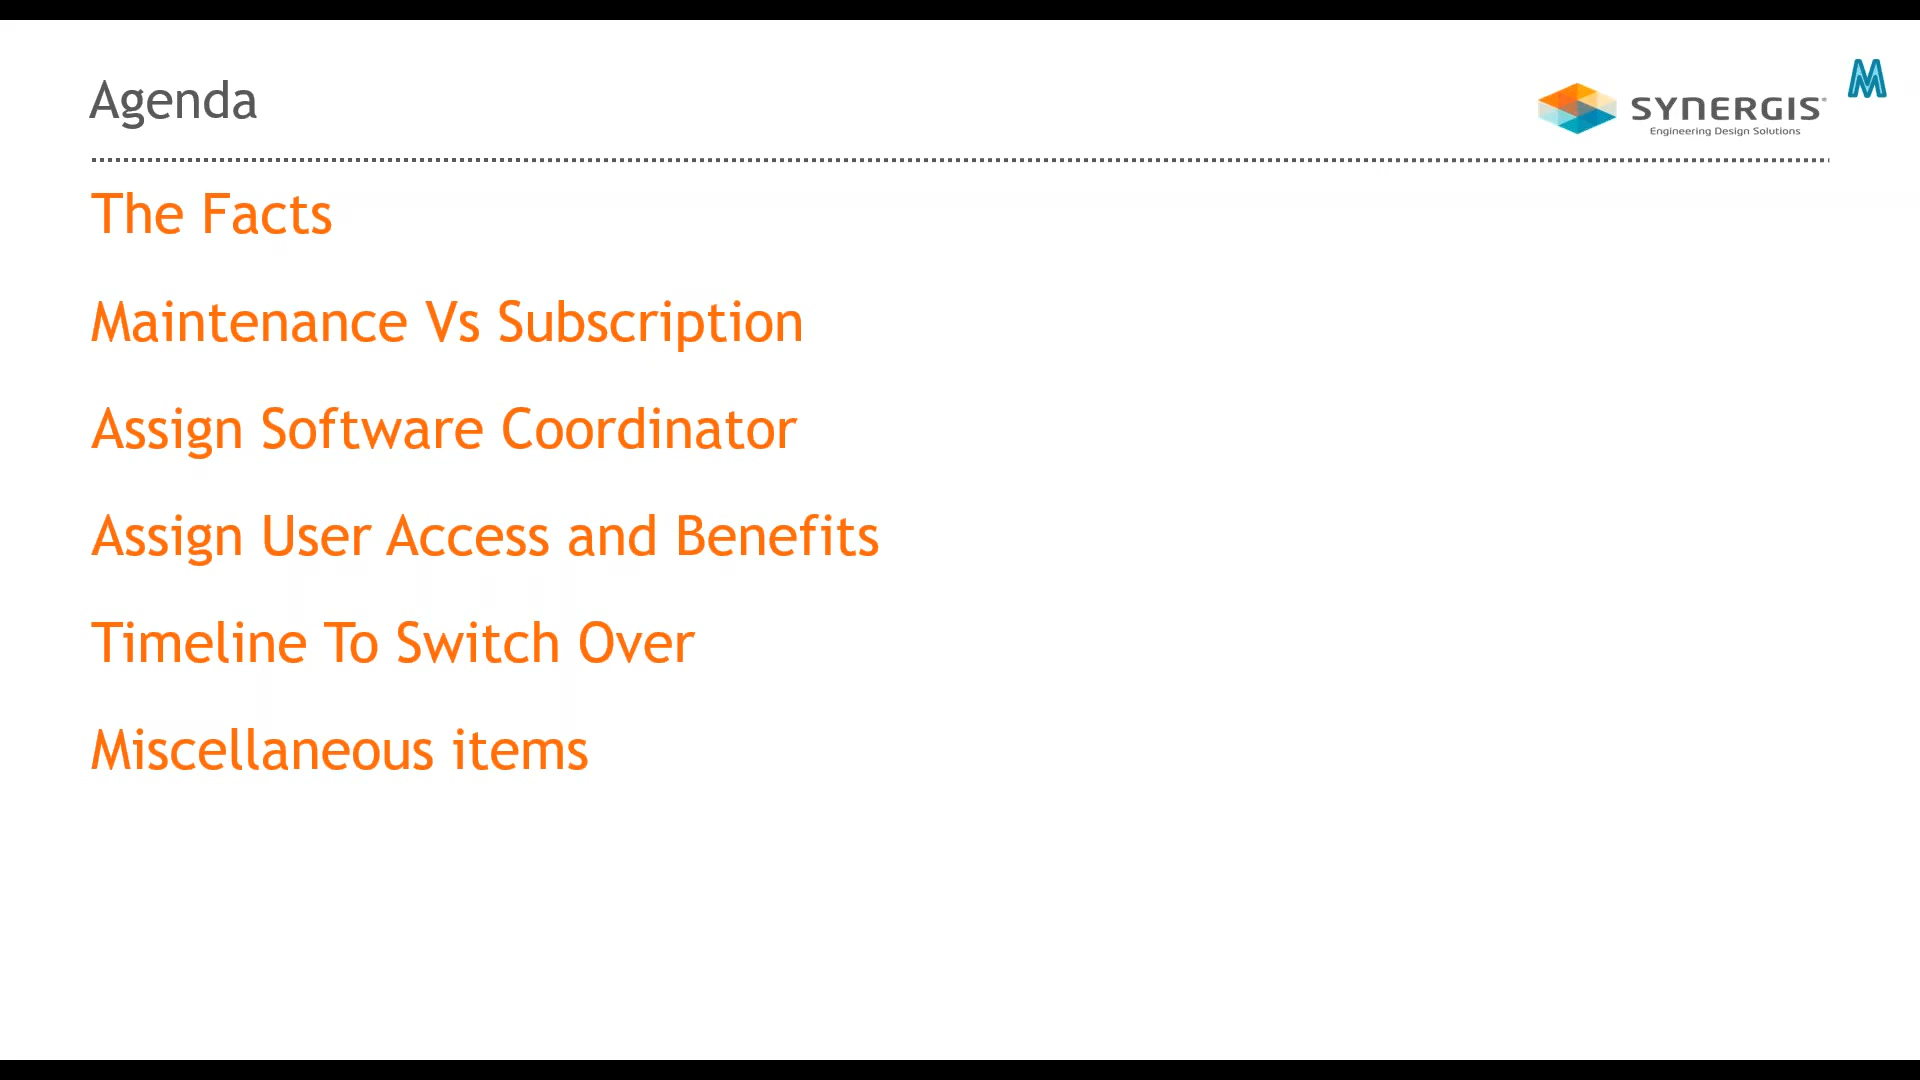 Agenda
SYNERGIS®
Engineering Design Solutions
M
The Facts
Maintenance Vs Subscription
Assign Software Coordinator
Assign User Access and Benefits
Timeline To Switch Over
Miscellaneous items